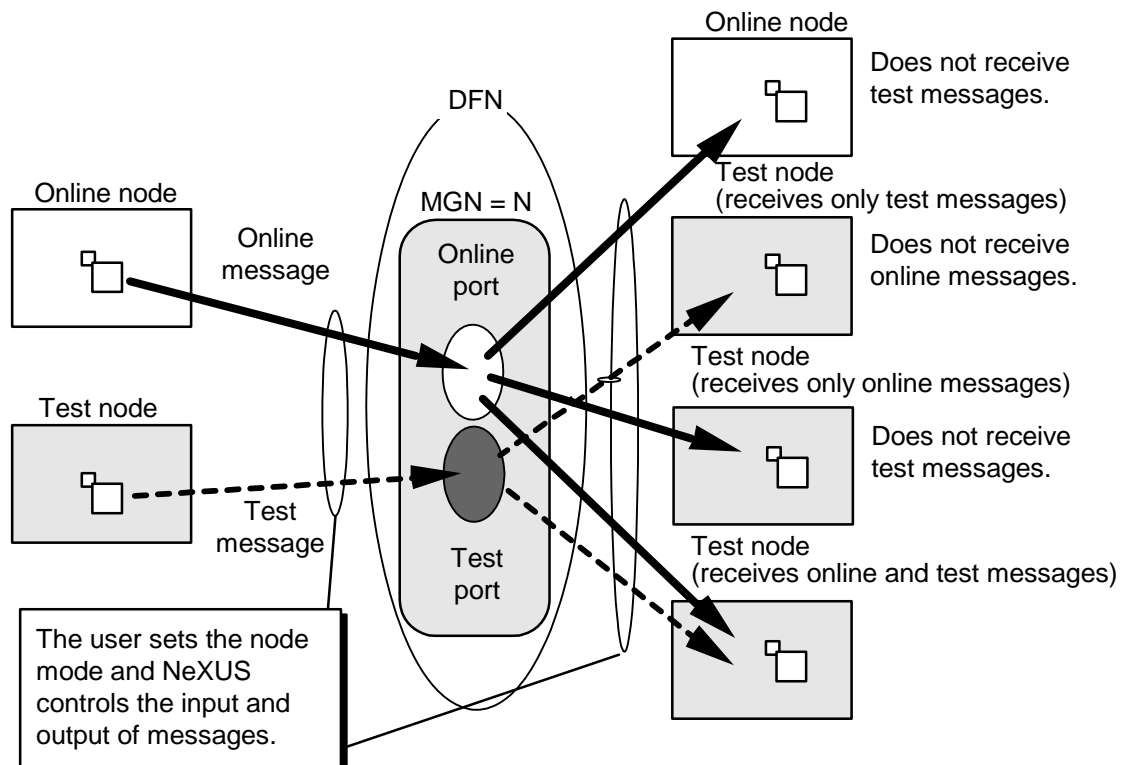 Online node
Does not receive
test messages.
DFN
Test node
(receives only test messages)
Online node
MGN = N
Online
message
Online
port
Does not receive
online messages.
Test node
(receives only online messages)
Test node
Does not receive
test messages.
Test
message
Test
port
Test node
(receives online and test messages)
The user sets the node
mode and NeXUS
controls the input and
output of messages.